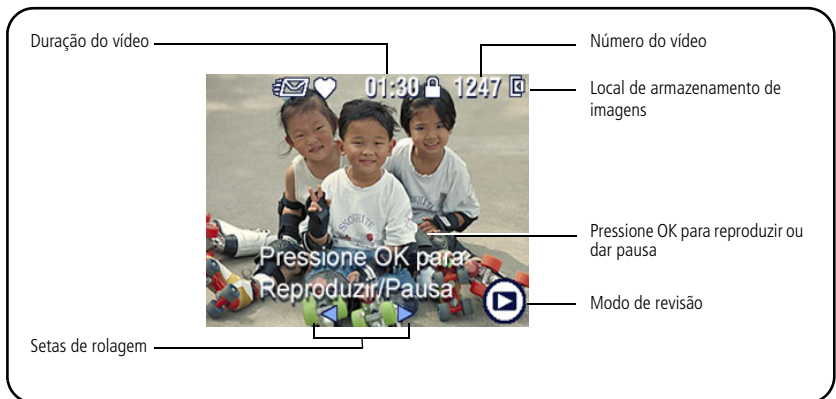 Duração do vídeo
Número do vídeo
01:30 1247
Local de armazenamento de
imagens
SNOWHITE
Pressione OK para reproduzir ou
dar pausa
Pressione OK para
Reproduzir/Pausa
Modo de revisão
Setas de rolagem